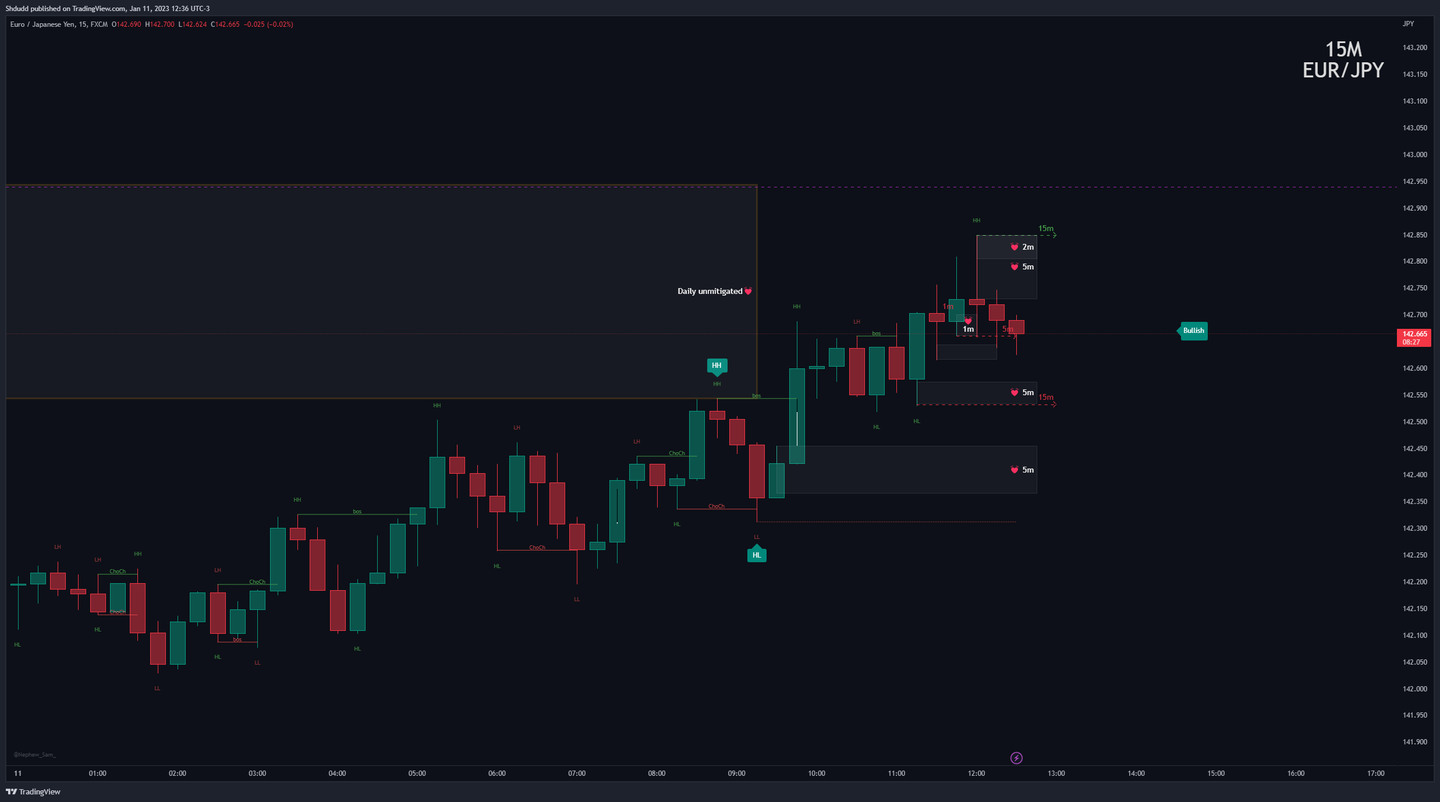 Shdudd published on TradingView.com, Jan 11, 2023 12:36 UTC-3
Euro / Japanese Yen, 15, FXCM O142.690 H142.700 L142.624 C142.665 −0.025 (−0.02%)
JPY
15M
EUR/JPY
143.200
143.150
143.100
143.050
143.000
142.950
142.900
142.850
142.800
142.750
142.700
142.665
08:27
142.600
142.550
142.500
142.450
142.400
142.350
142.300
142.250
142.200
142.150
142.100
142.050
142.000
141.950
141.900
HH
15m
2m
5m
Daily unmitigated
HH
1m
LH
bos
1m
5m
Bullish
HH
HH
bos
5m
15m
HH
HL
HL
LH
LH
ChoCh
5m
HH
bos
ChoCh
HL
LL
HL
LH
LH
HH
ChoCh
ChoCh
HL
HL
LL
LH
ChoCh
bos
HL
LL
HL
ChoCh
HL
LL
@Nephew_Sam_
11
01:00
02:00
03:00
04:00
05:00
06:00
07:00
08:00
09:00
10:00
11:00
12:00
13:00
14:00
15:00
16:00
17:00
TradingView